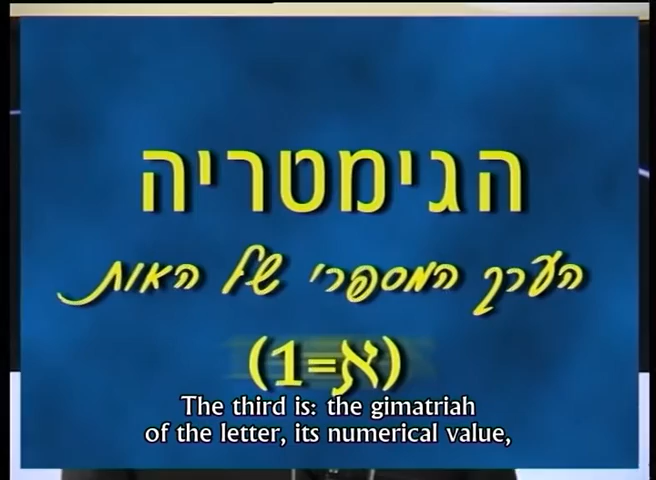 הגימטריה
הערך המספרי של האות
(א=1)
The third is: the gimatriah
of the letter, its numerical value,